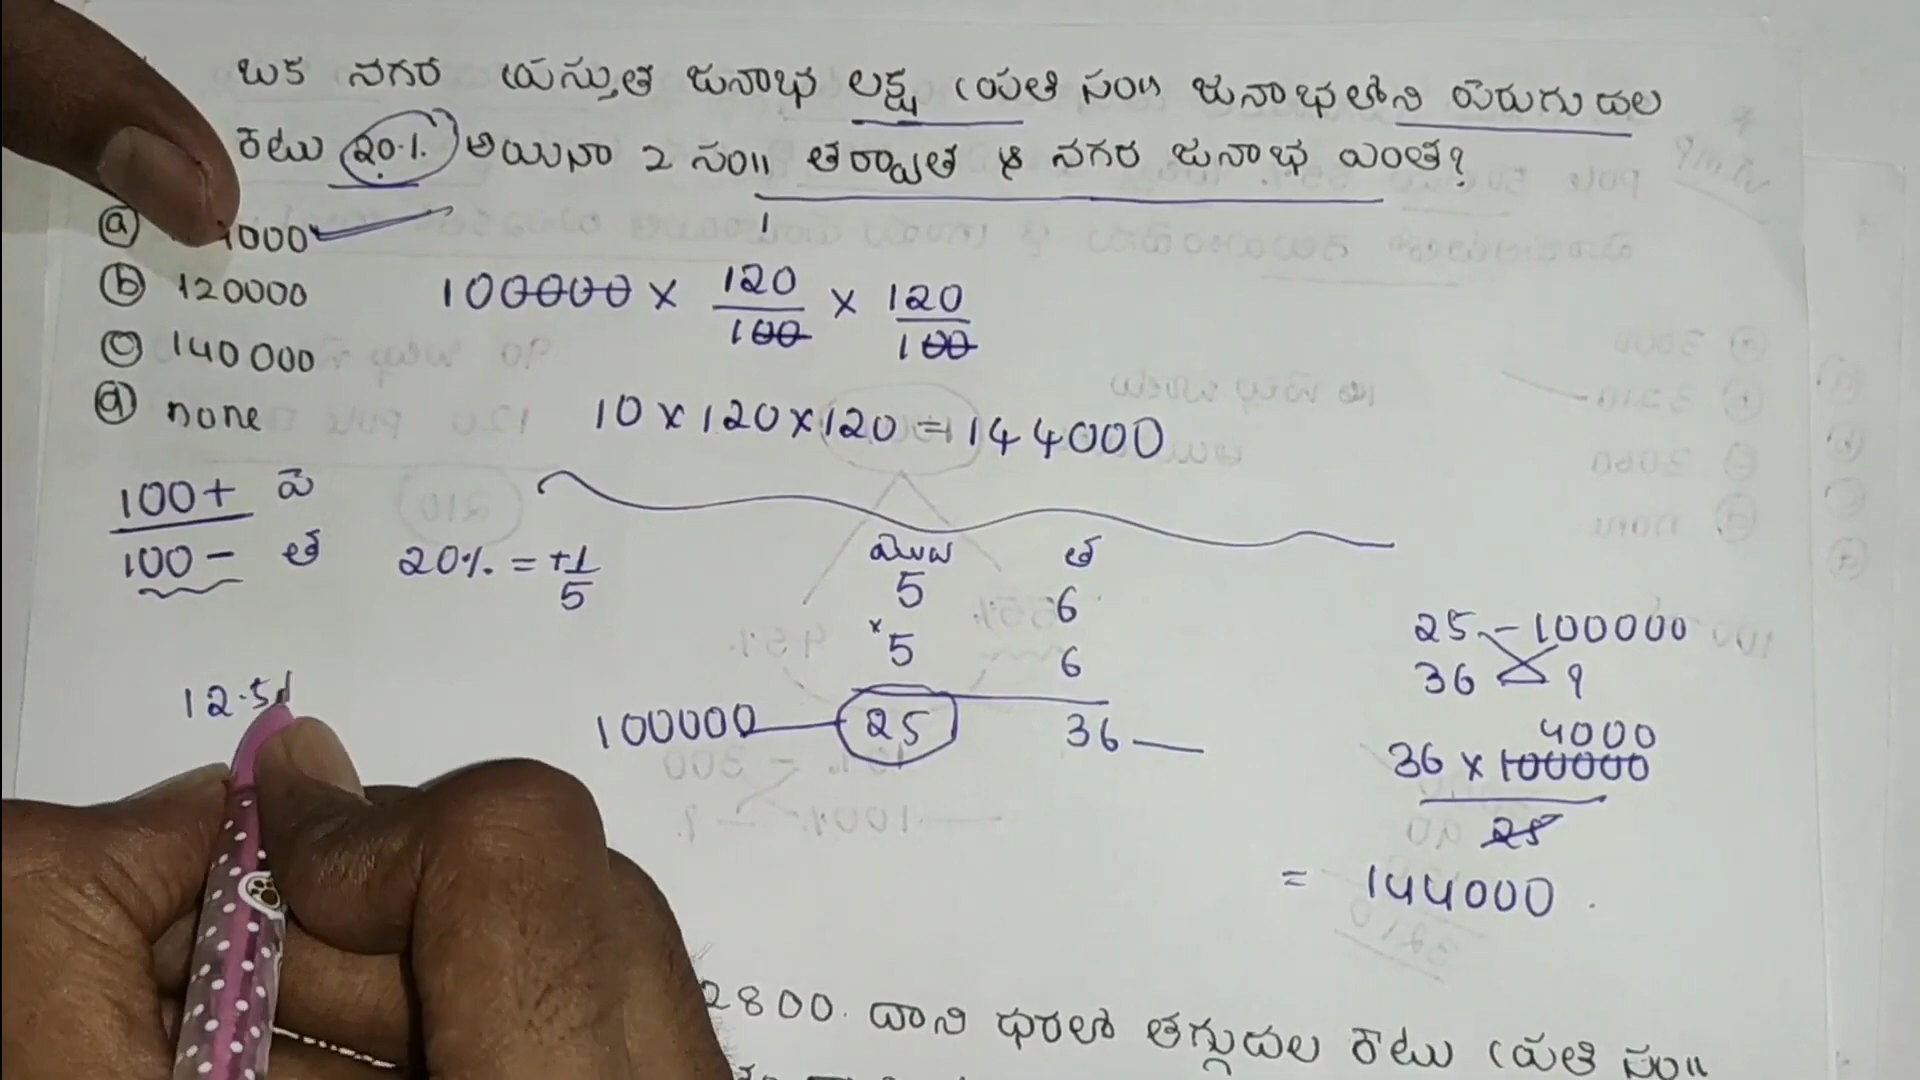 ఒక నగర ప్రస్తుత జనాభ లక్ష ప్రతి సం|| జనాభలోని పెరుగుదల
రేటు 20%. అయినా 2 సం|| తర్వాత ఆ నగర జనాభ ఎంత?
ⓐ 4000
ⓑ 120000
ⓒ 140000
ⓓ none
100000 × 120/100 × 120/100
10×120×120 = 144000
100+ పె
100− త
20% = +1/5
మొద త
5 6
× 5 6
100000 — 25 36 —
25 − 100000
36 ?
4000
36 × 100000
25
= 144000
12.5
2800. దాని ధరలో తగ్గుదల రేటు ప్రతి సం||